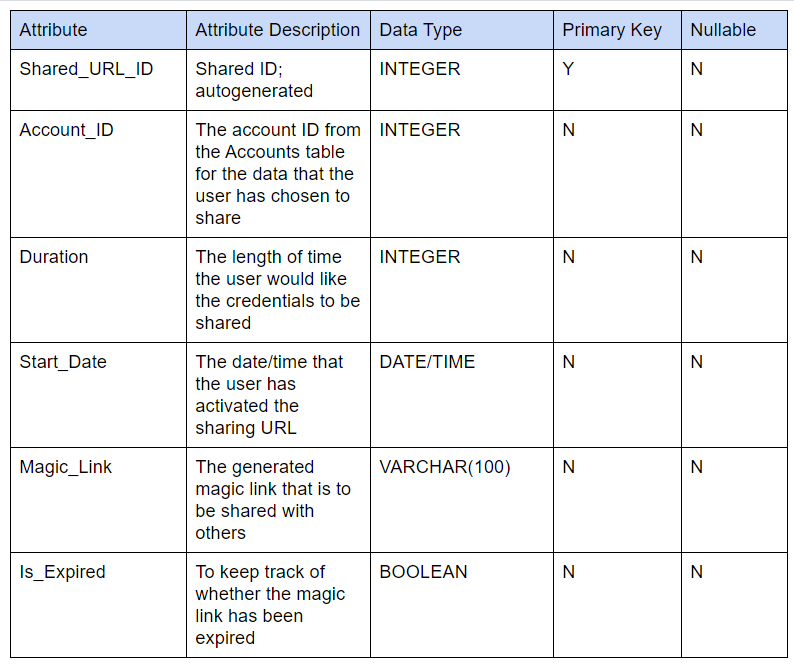 Attribute Attribute Description Data Type Primary Key Nullable
Shared_URL_ID Shared ID; INTEGER Y N
autogenerated
Account_ID The account ID from INTEGER N N
the Accounts table
for the data that the
user has chosen to
share
Duration The length of time INTEGER N N
the user would like
the credentials to be
shared
Start_Date The date/time that DATE/TIME N N
the user has
activated the
sharing URL
Magic_Link The generated VARCHAR(100) N N
magic link that is to
be shared with
others
Is_Expired To keep track of BOOLEAN N N
whether the magic
link has been
expired